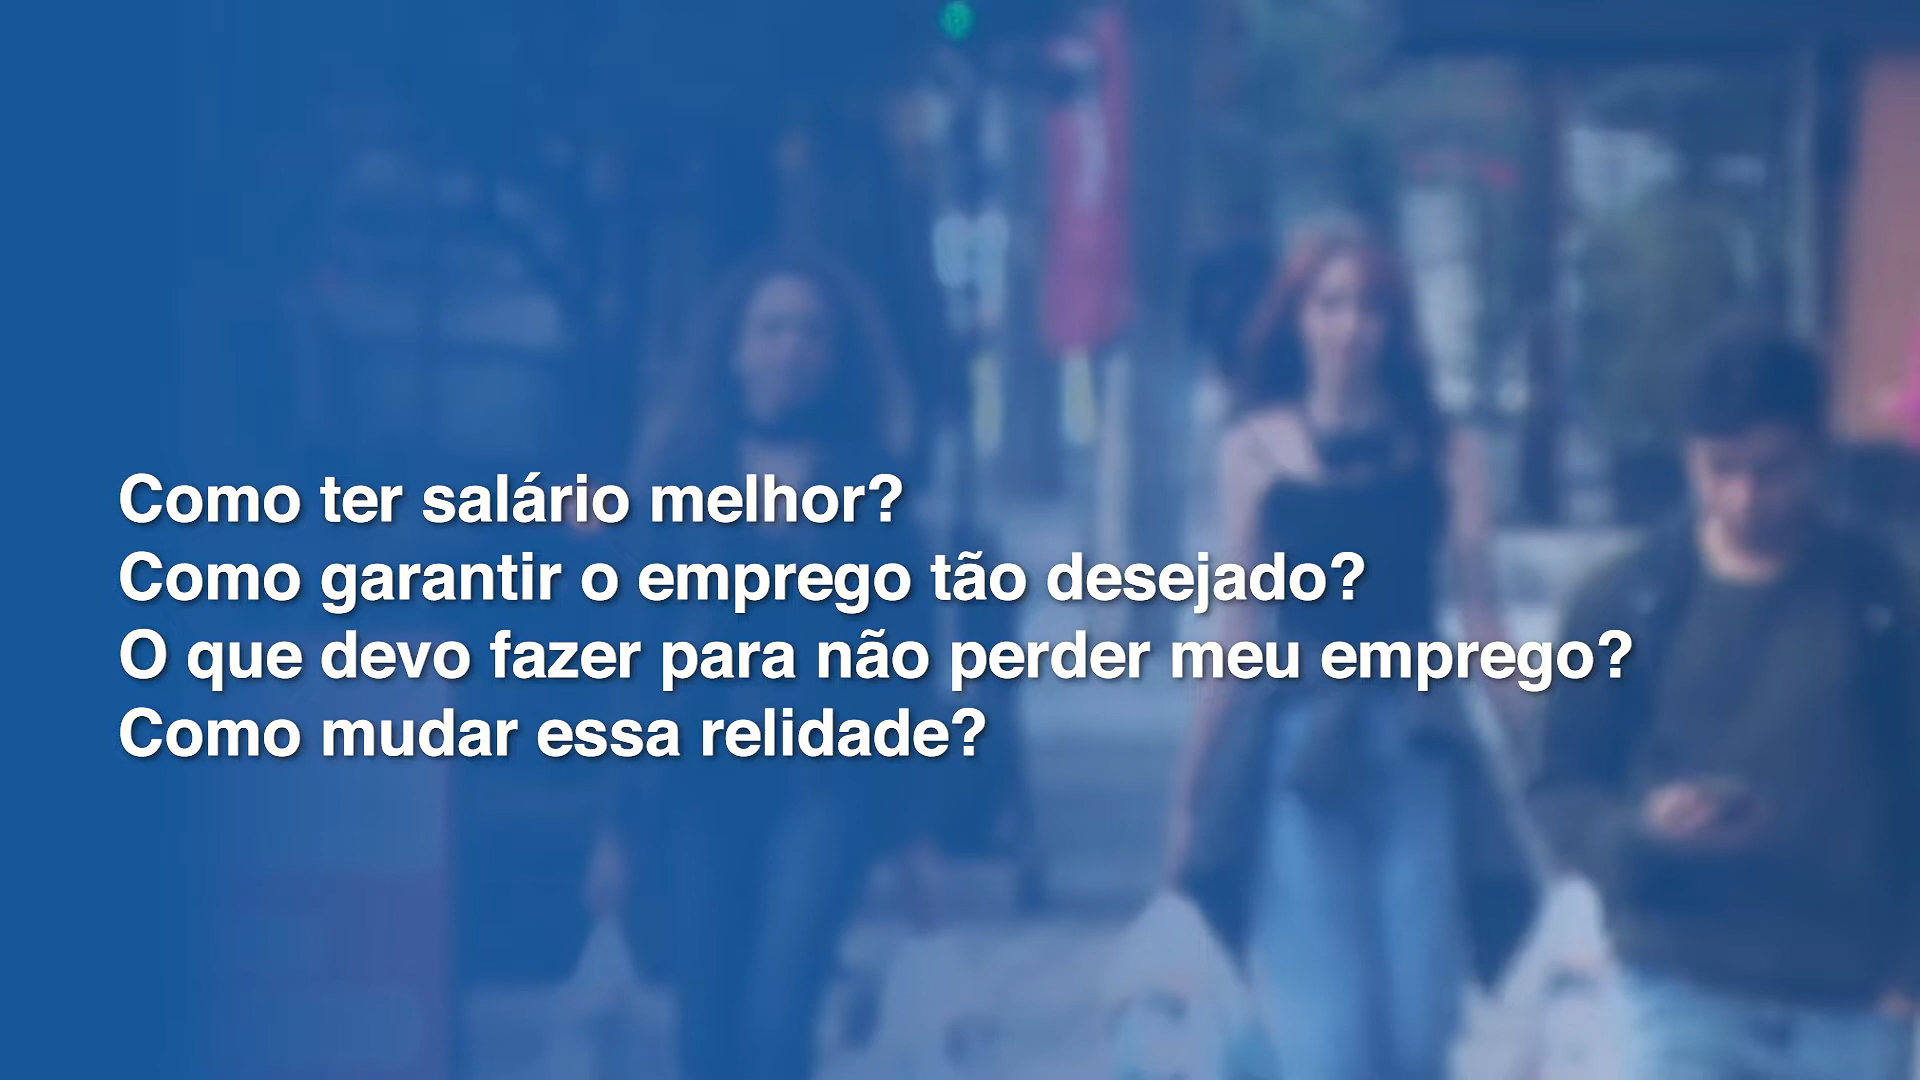 Como ter salário melhor?
Como garantir o emprego tão desejado?
O que devo fazer para não perder meu emprego?
Como mudar essa relidade?